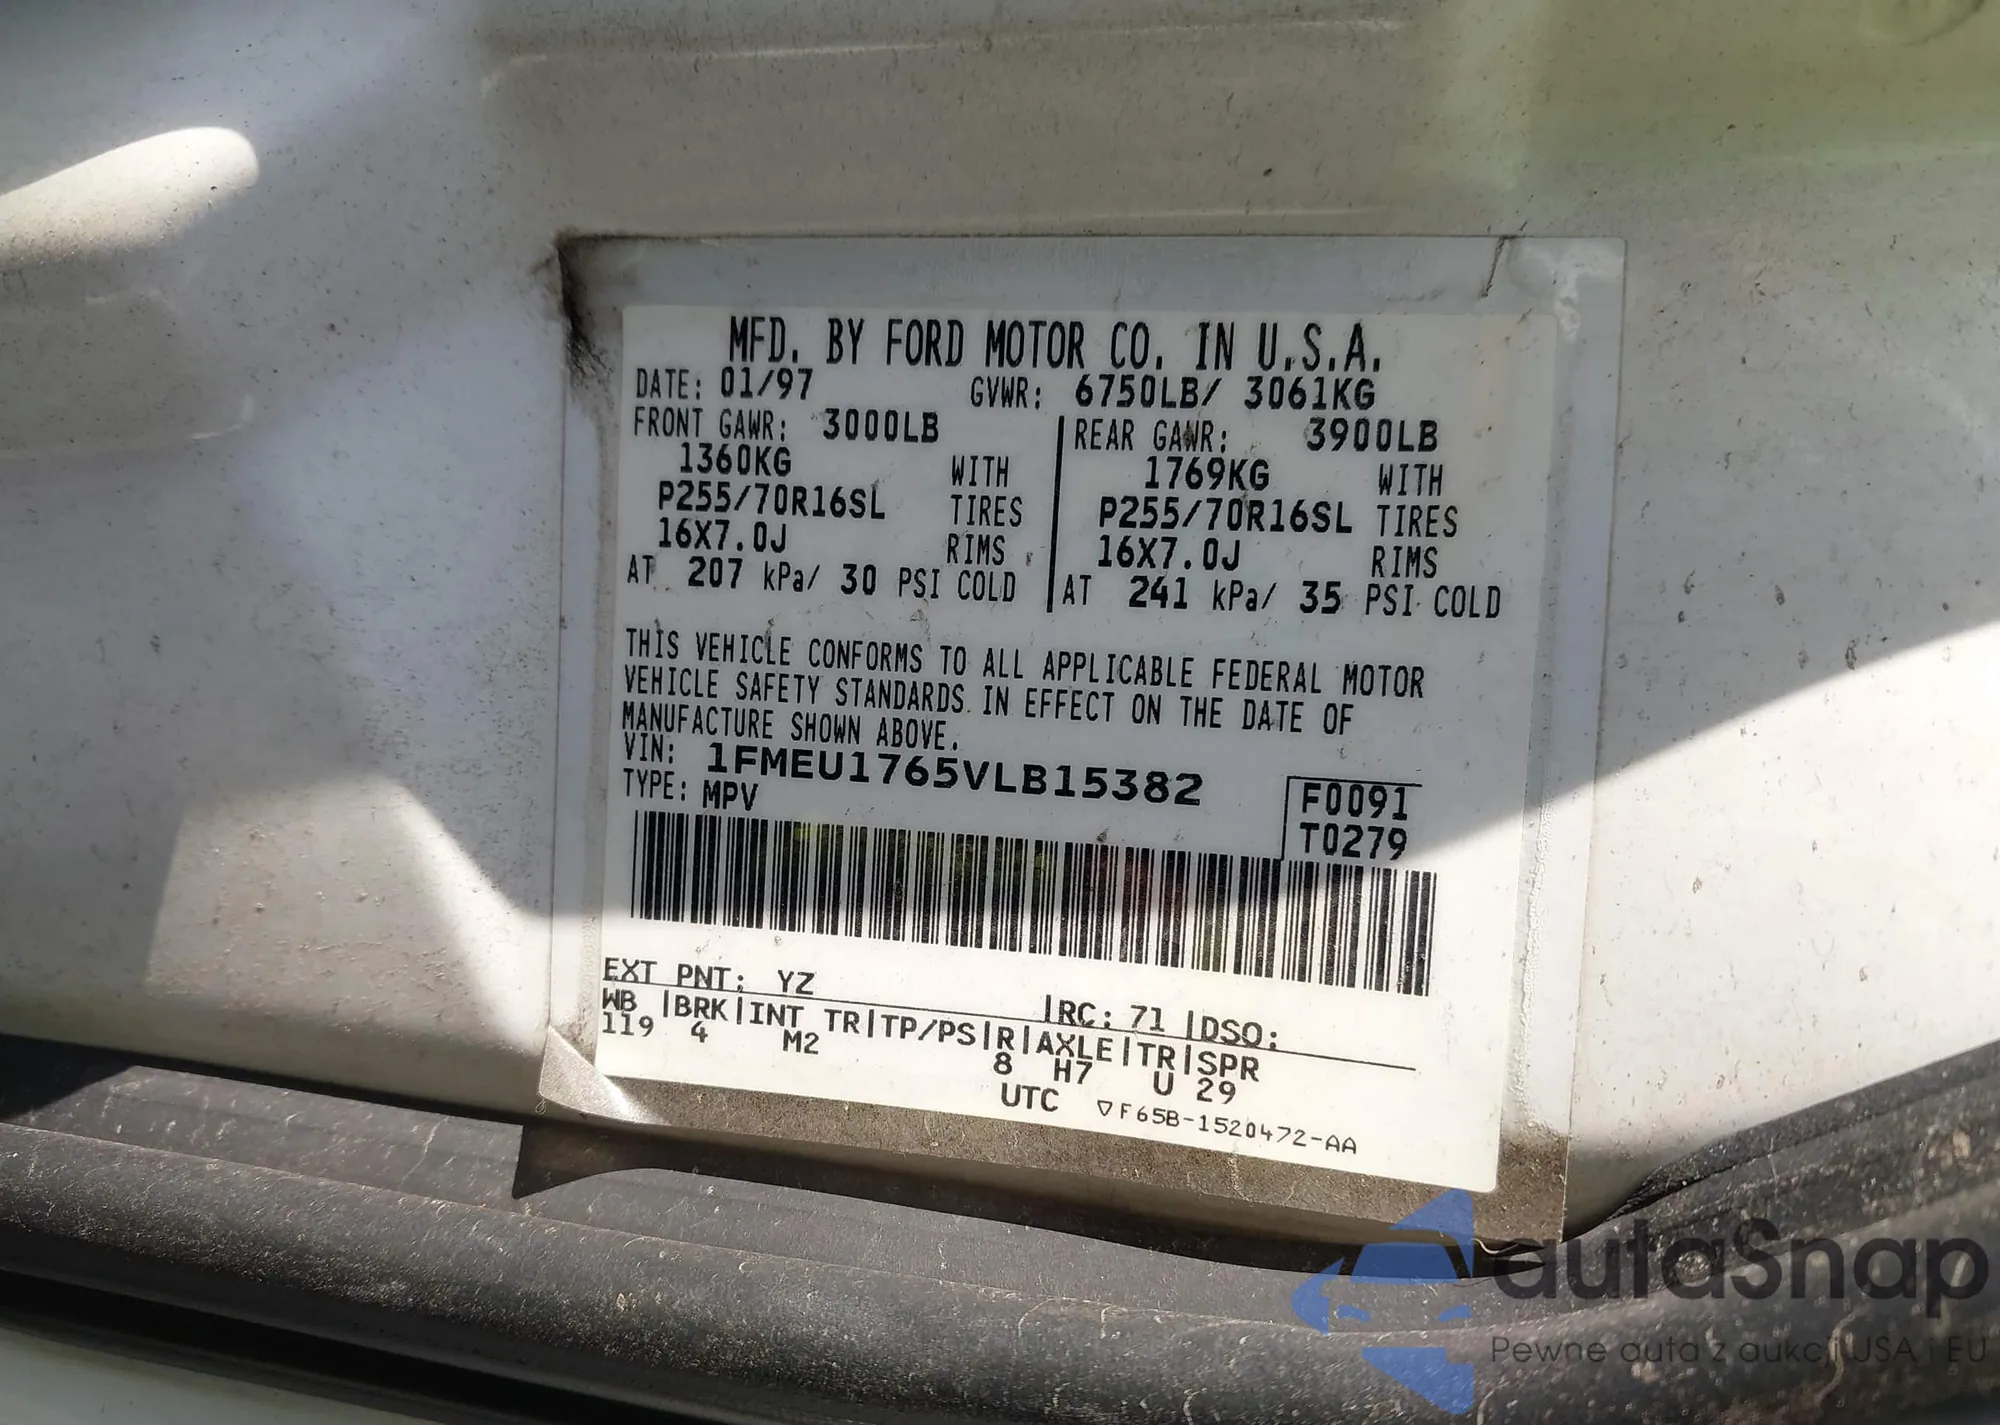 MFD. BY FORD MOTOR CO. IN U.S.A.
DATE: 01/97 GVWR: 6750LB/ 3061KG
FRONT GAWR: 3000LB REAR GAWR: 3900LB
1360KG WITH 1769KG WITH
P255/70R16SL TIRES P255/70R16SL TIRES
16X7.0J RIMS 16X7.0J RIMS
AT 207 kPa/ 30 PSI COLD AT 241 kPa/ 35 PSI COLD
THIS VEHICLE CONFORMS TO ALL APPLICABLE FEDERAL MOTOR
VEHICLE SAFETY STANDARDS IN EFFECT ON THE DATE OF
MANUFACTURE SHOWN ABOVE.
VIN: 1FMEU1765VLB15382
TYPE: MPV
F0091
T0279
EXT PNT: YZ |RC: 71 |DSO:
WB |BRK|INT TR|TP/PS|R|AXLE|TR|SPR
119 4 M2 8 H7 U 29
UTC ▽F65B-1520472-AA
autaSnap
Pewne auta z aukcji USA i EU